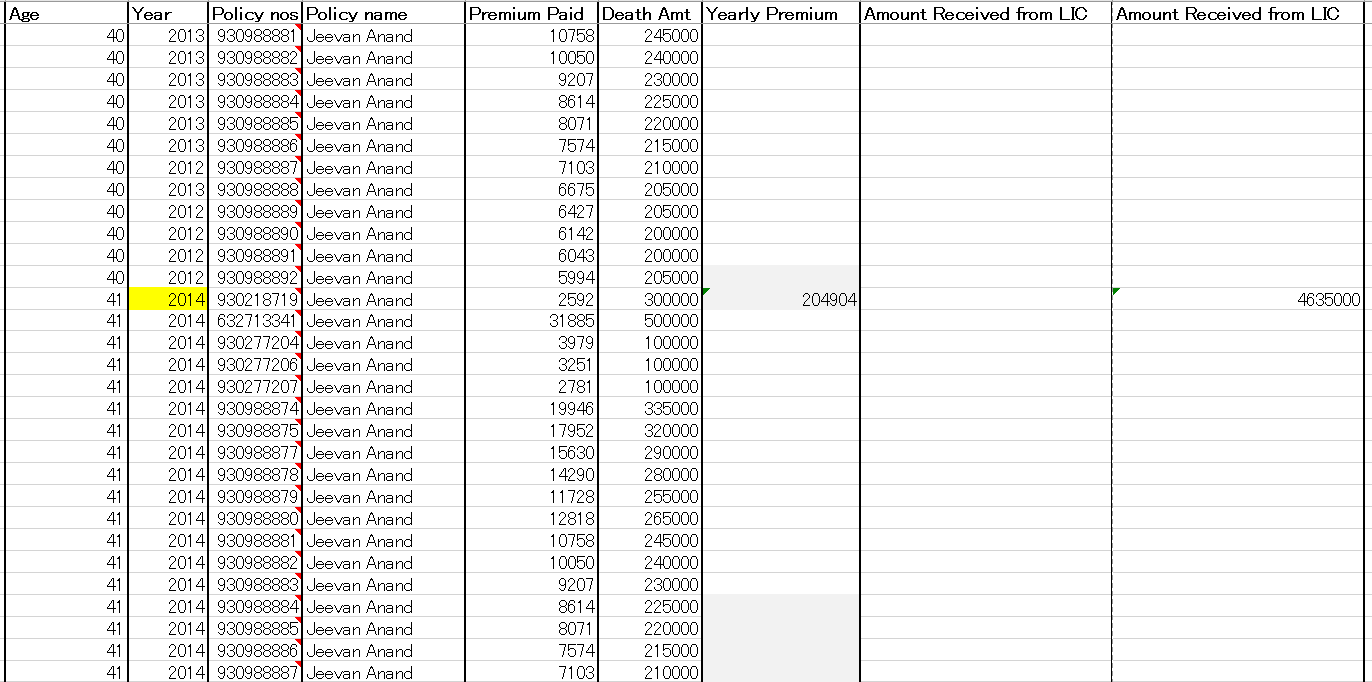 Age Year Policy nos Policy name Premium Paid Death Amt Yearly Premium Amount Received from LIC Amount Received from LIC
40 2013 930988881 Jeevan Anand 10758 245000
40 2013 930988882 Jeevan Anand 10050 240000
40 2013 930988883 Jeevan Anand 9207 230000
40 2013 930988884 Jeevan Anand 8614 225000
40 2013 930988885 Jeevan Anand 8071 220000
40 2013 930988886 Jeevan Anand 7574 215000
40 2012 930988887 Jeevan Anand 7103 210000
40 2013 930988888 Jeevan Anand 6675 205000
40 2012 930988889 Jeevan Anand 6427 205000
40 2012 930988890 Jeevan Anand 6142 200000
40 2012 930988891 Jeevan Anand 6043 200000
40 2012 930988892 Jeevan Anand 5994 205000
41 2014 930218719 Jeevan Anand 2592 300000 204904 4635000
41 2014 632713341 Jeevan Anand 31885 500000
41 2014 930277204 Jeevan Anand 3979 100000
41 2014 930277206 Jeevan Anand 3251 100000
41 2014 930277207 Jeevan Anand 2781 100000
41 2014 930988874 Jeevan Anand 19946 335000
41 2014 930988875 Jeevan Anand 17952 320000
41 2014 930988877 Jeevan Anand 15630 290000
41 2014 930988878 Jeevan Anand 14290 280000
41 2014 930988879 Jeevan Anand 11728 255000
41 2014 930988880 Jeevan Anand 12818 265000
41 2014 930988881 Jeevan Anand 10758 245000
41 2014 930988882 Jeevan Anand 10050 240000
41 2014 930988883 Jeevan Anand 9207 230000
41 2014 930988884 Jeevan Anand 8614 225000
41 2014 930988885 Jeevan Anand 8071 220000
41 2014 930988886 Jeevan Anand 7574 215000
41 2014 930988887 Jeevan Anand 7103 210000